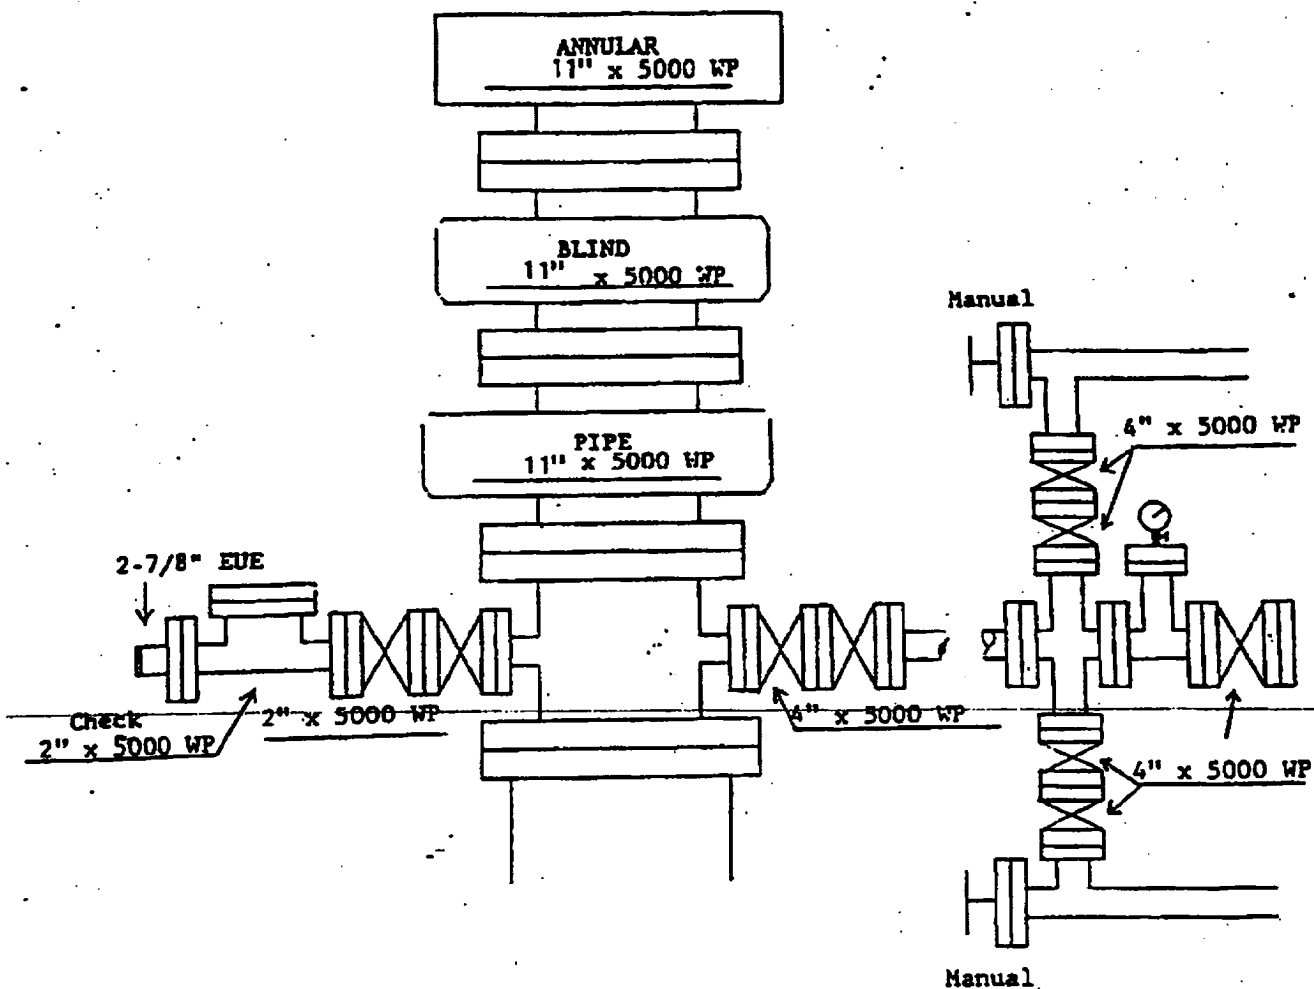 ANNULAR
11" x 5000 WP
BLIND
11" x 5000 WP
PIPE
11" x 5000 WP
Manual
4" x 5000 WP
2-7/8" EUE
Check
2" x 5000 WP
2" x 5000 WP
4" x 5000 WP
4" x 5000 WP
Manual